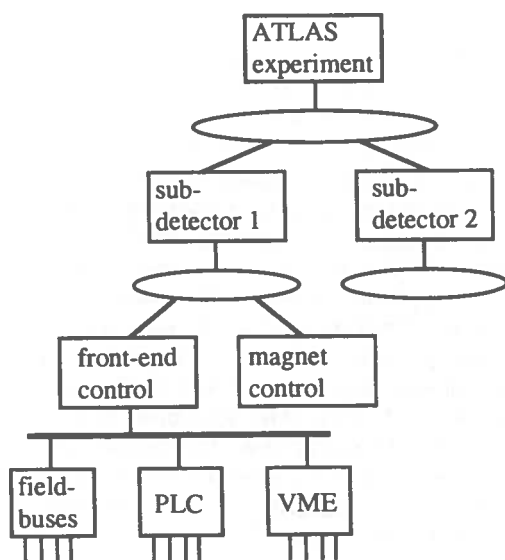 ATLAS
experiment
sub-
detector 1
sub-
detector 2
front-end
control
magnet
control
field-
buses
PLC
VME